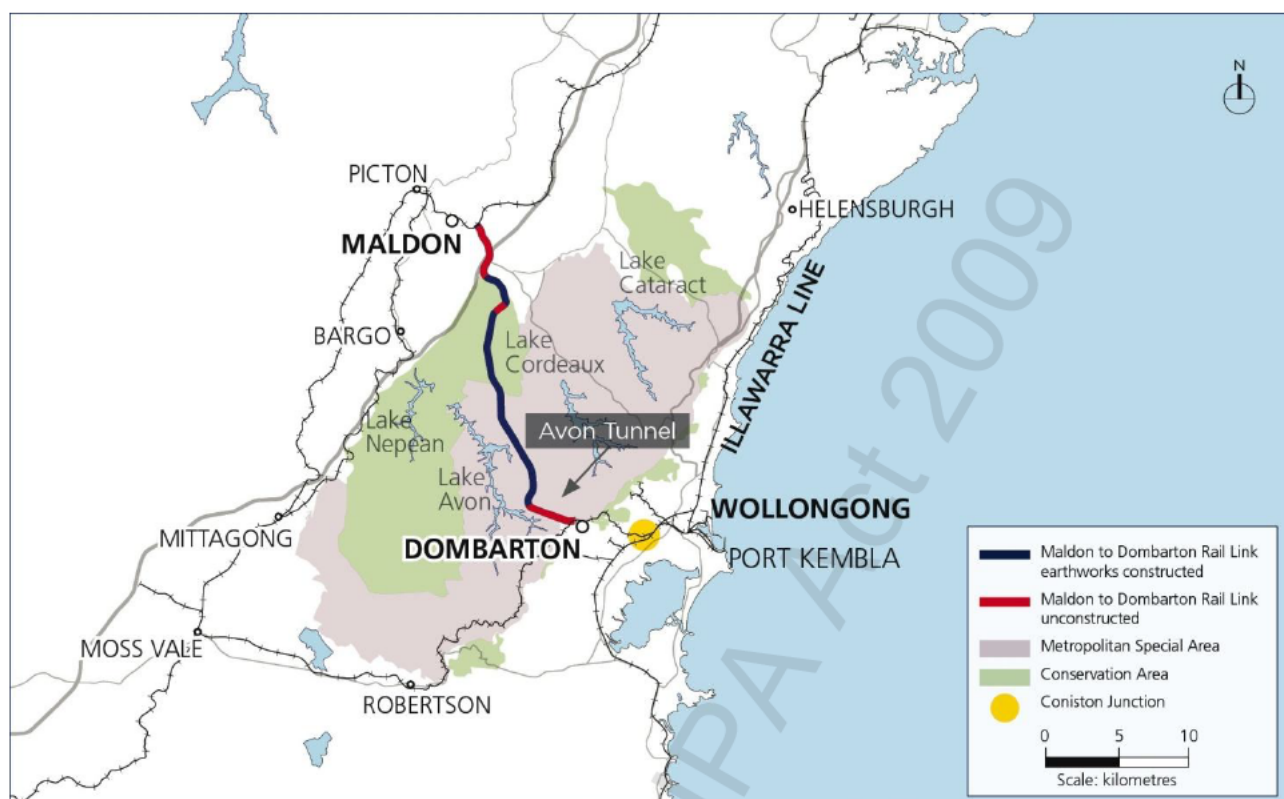 N
PICTON
MALDON
HELENSBURGH
Lake
Cataract
ILLAWARRA LINE
BARGO
Lake
Cordeaux
Lake
Nepean
Avon Tunnel
Lake
Avon
MITTAGONG
WOLLONGONG
DOMBARTON
PORT KEMBLA
MOSS VALE
ROBERTSON
Maldon to Dombarton Rail Link
earthworks constructed
Maldon to Dombarton Rail Link
unconstructed
Metropolitan Special Area
Conservation Area
Coniston Junction
0 5 10
Scale: kilometres
Act 2009